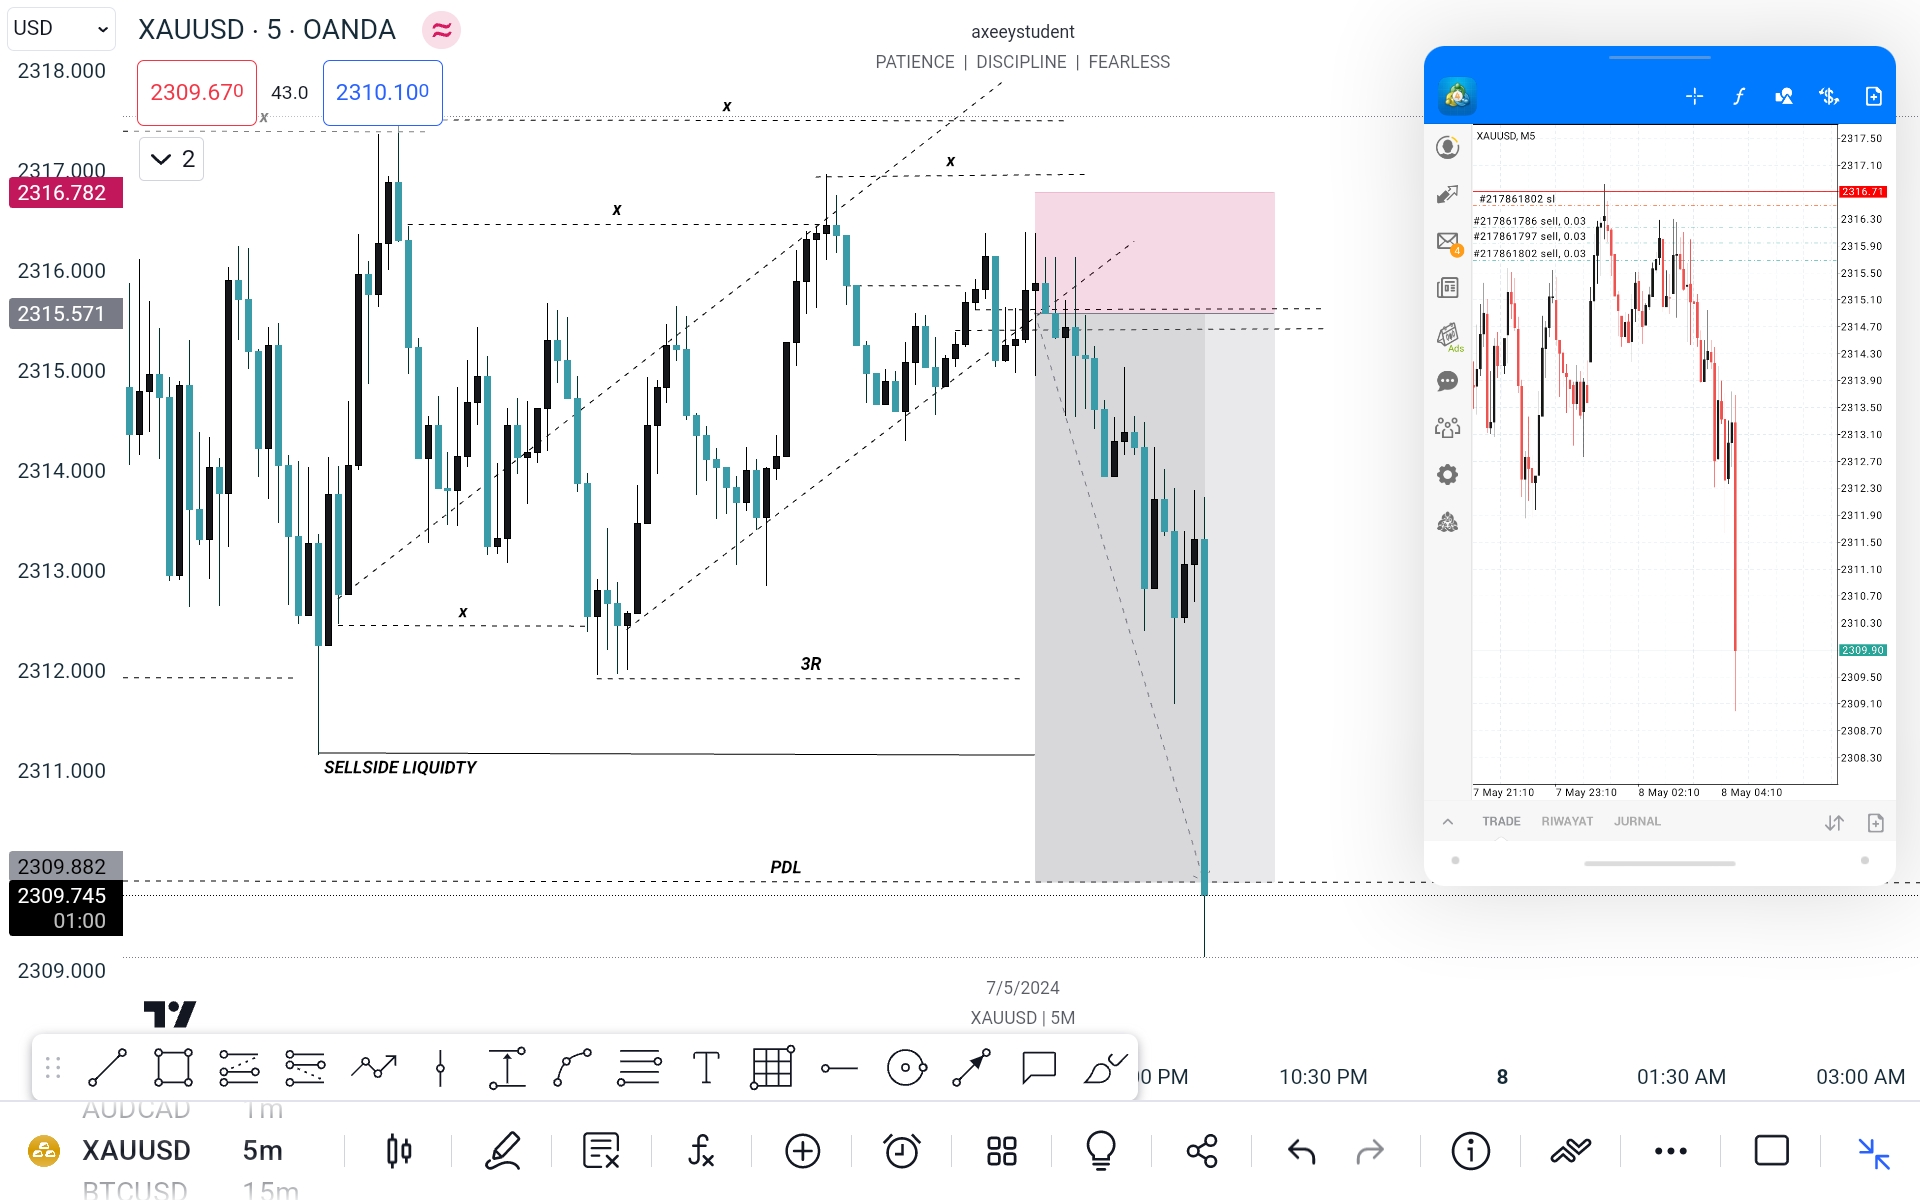 USD
XAUUSD · 5 · OANDA
axeeystudent
PATIENCE | DISCIPLINE | FEARLESS
2318.000
2309.670
43.0
2310.100
x
x
2
2317.000
x
2316.782
x
2316.000
2315.571
2315.000
2314.000
2313.000
x
2312.000
3R
SELLSIDE LIQUIDTY
2311.000
PDL
2309.882
2309.745
01:00
2309.000
7/5/2024
XAUUSD | 5M
0 PM
10:30 PM
8
01:30 AM
03:00 AM
AUDCAD 1m
XAUUSD 5m
BTCUSD 15m
XAUUSD, M5
#217861802 sl
#217861786 sell, 0.03
#217861797 sell, 0.03
#217861802 sell, 0.03
4
Ads
2317.50
2317.10
2316.71
2316.30
2315.90
2315.50
2315.10
2314.70
2314.30
2313.90
2313.50
2313.10
2312.70
2312.30
2311.90
2311.50
2311.10
2310.70
2310.30
2309.90
2309.50
2309.10
2308.70
2308.30
7 May 21:10
7 May 23:10
8 May 02:10
8 May 04:10
TRADE
RIWAYAT
JURNAL